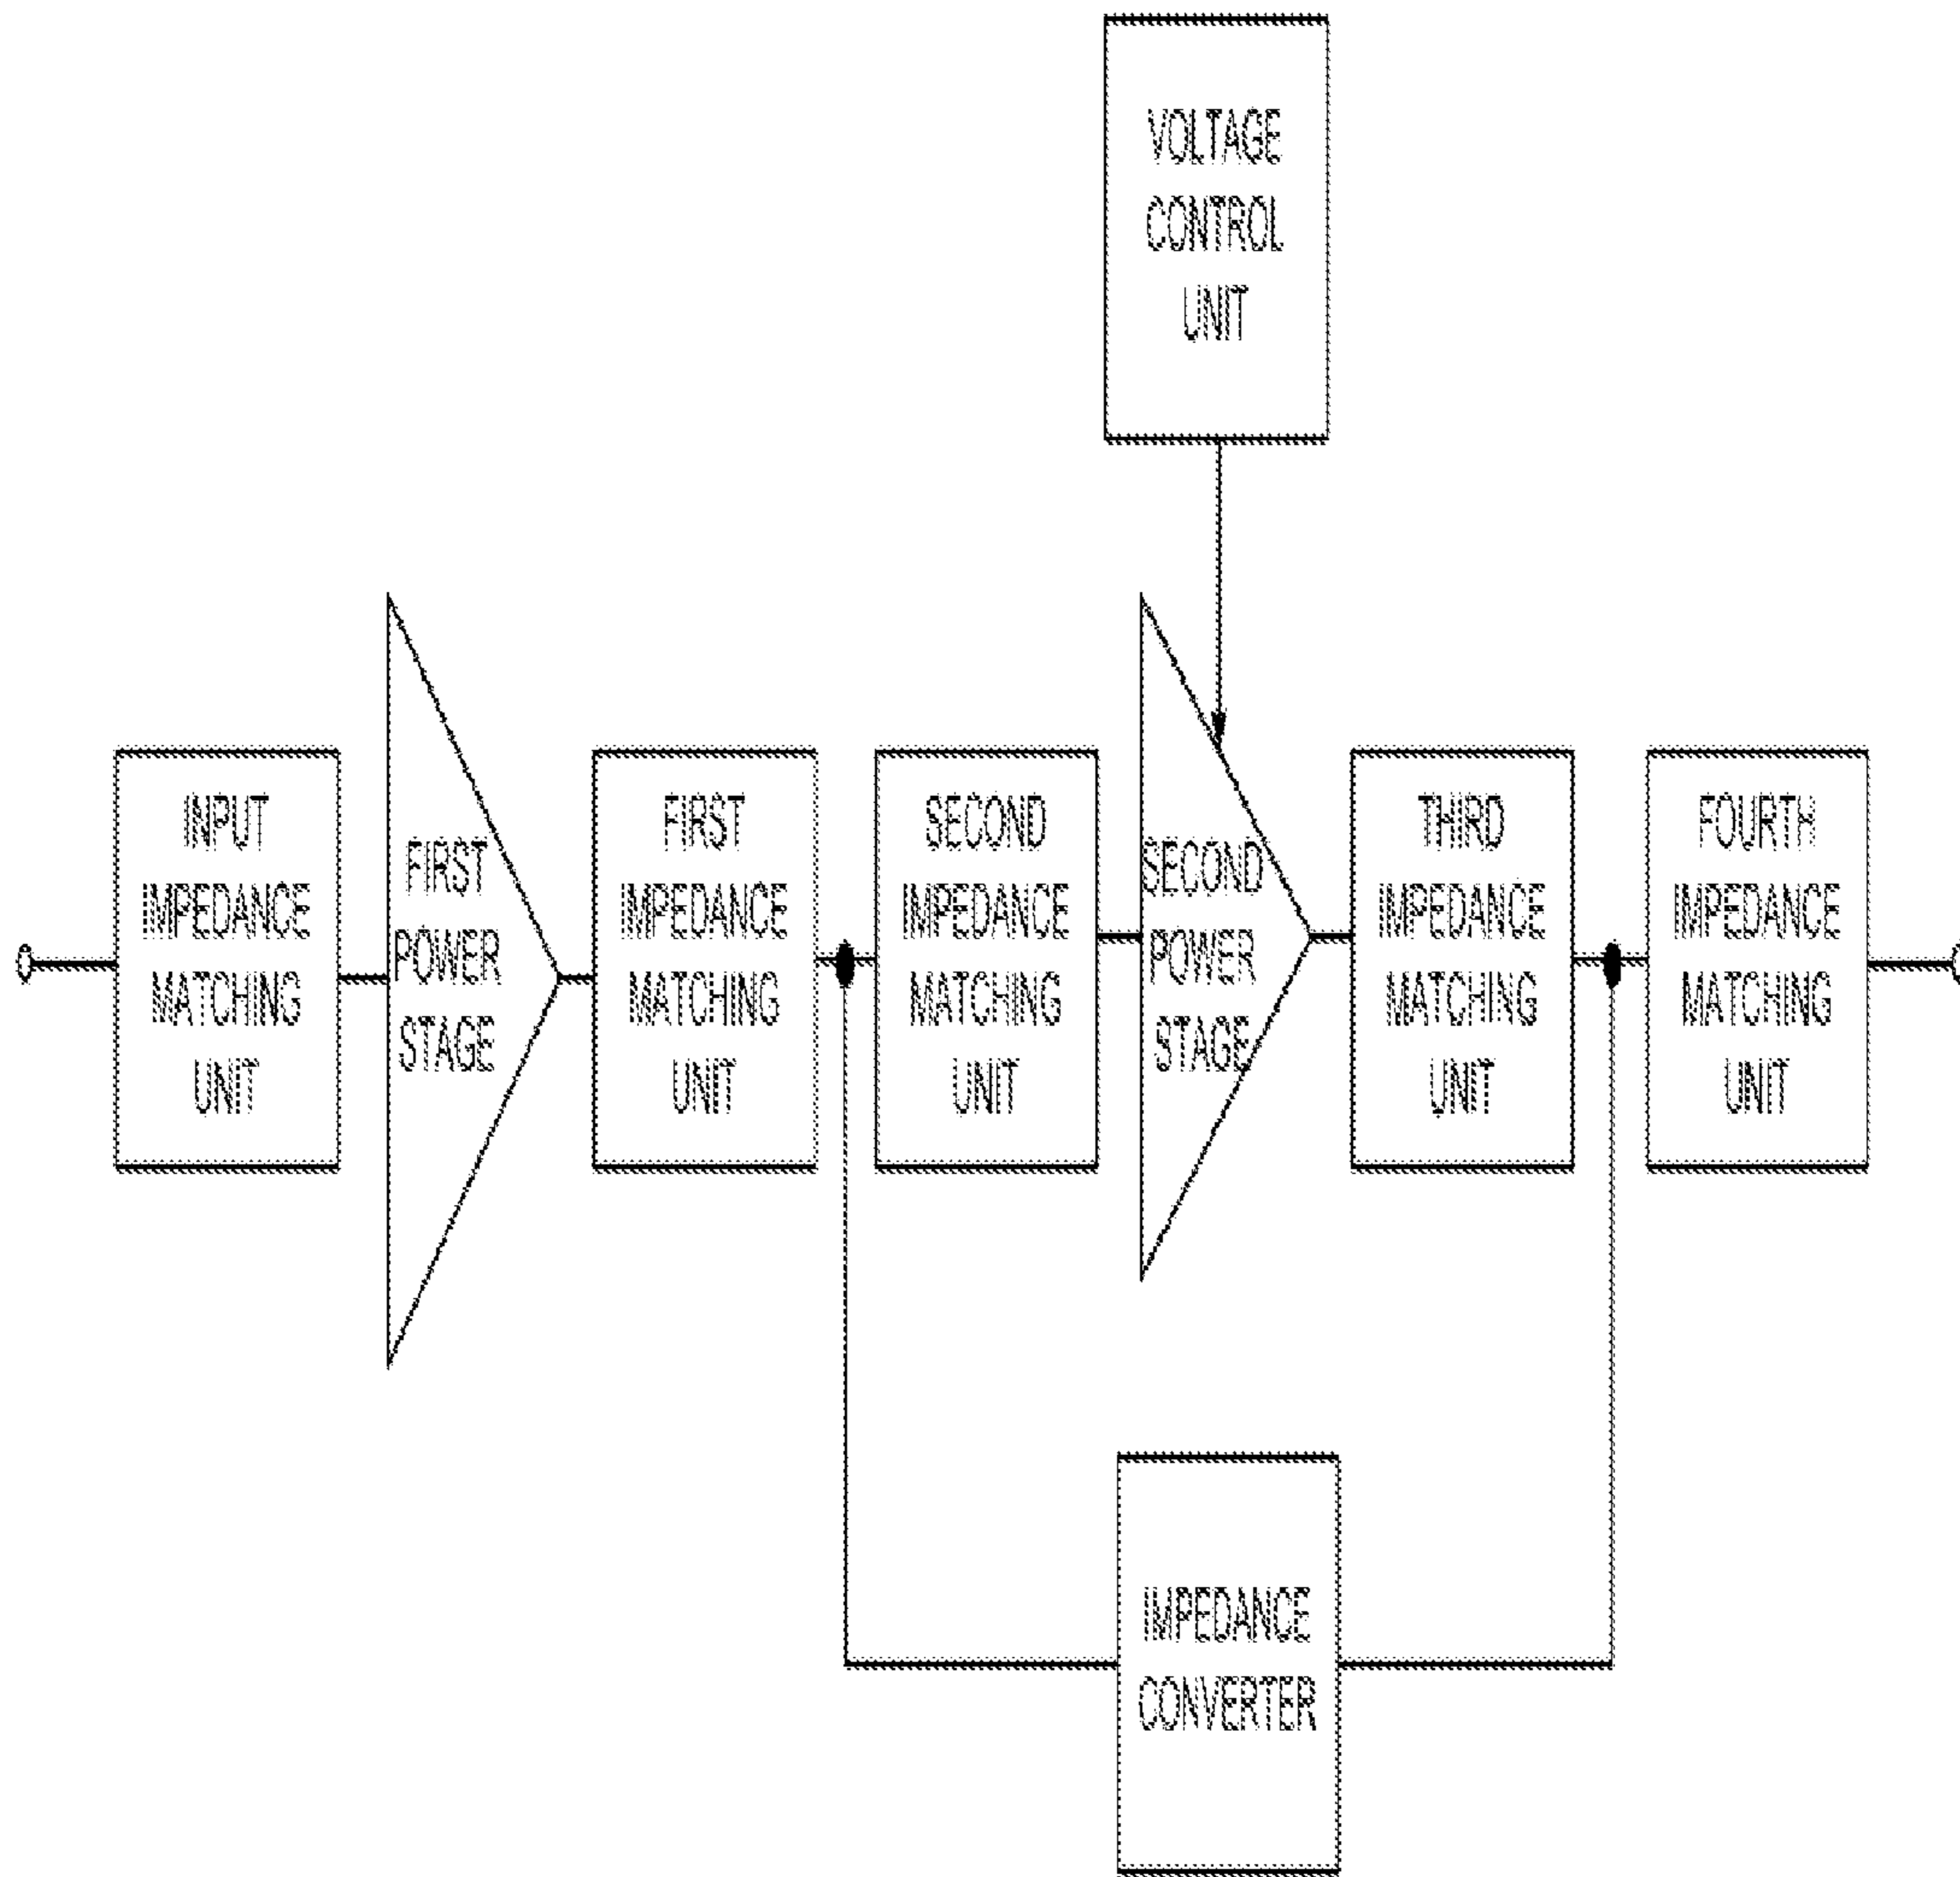 VOLTAGE
CONTROL
UNIT
INPUT
IMPEDANCE
MATCHING
UNIT
FIRST
POWER
STAGE
FIRST
IMPEDANCE
MATCHING
UNIT
SECOND
IMPEDANCE
MATCHING
UNIT
SECOND
POWER
STAGE
THIRD
IMPEDANCE
MATCHING
UNIT
FOURTH
IMPEDANCE
MATCHING
UNIT
IMPEDANCE
CONVERTER